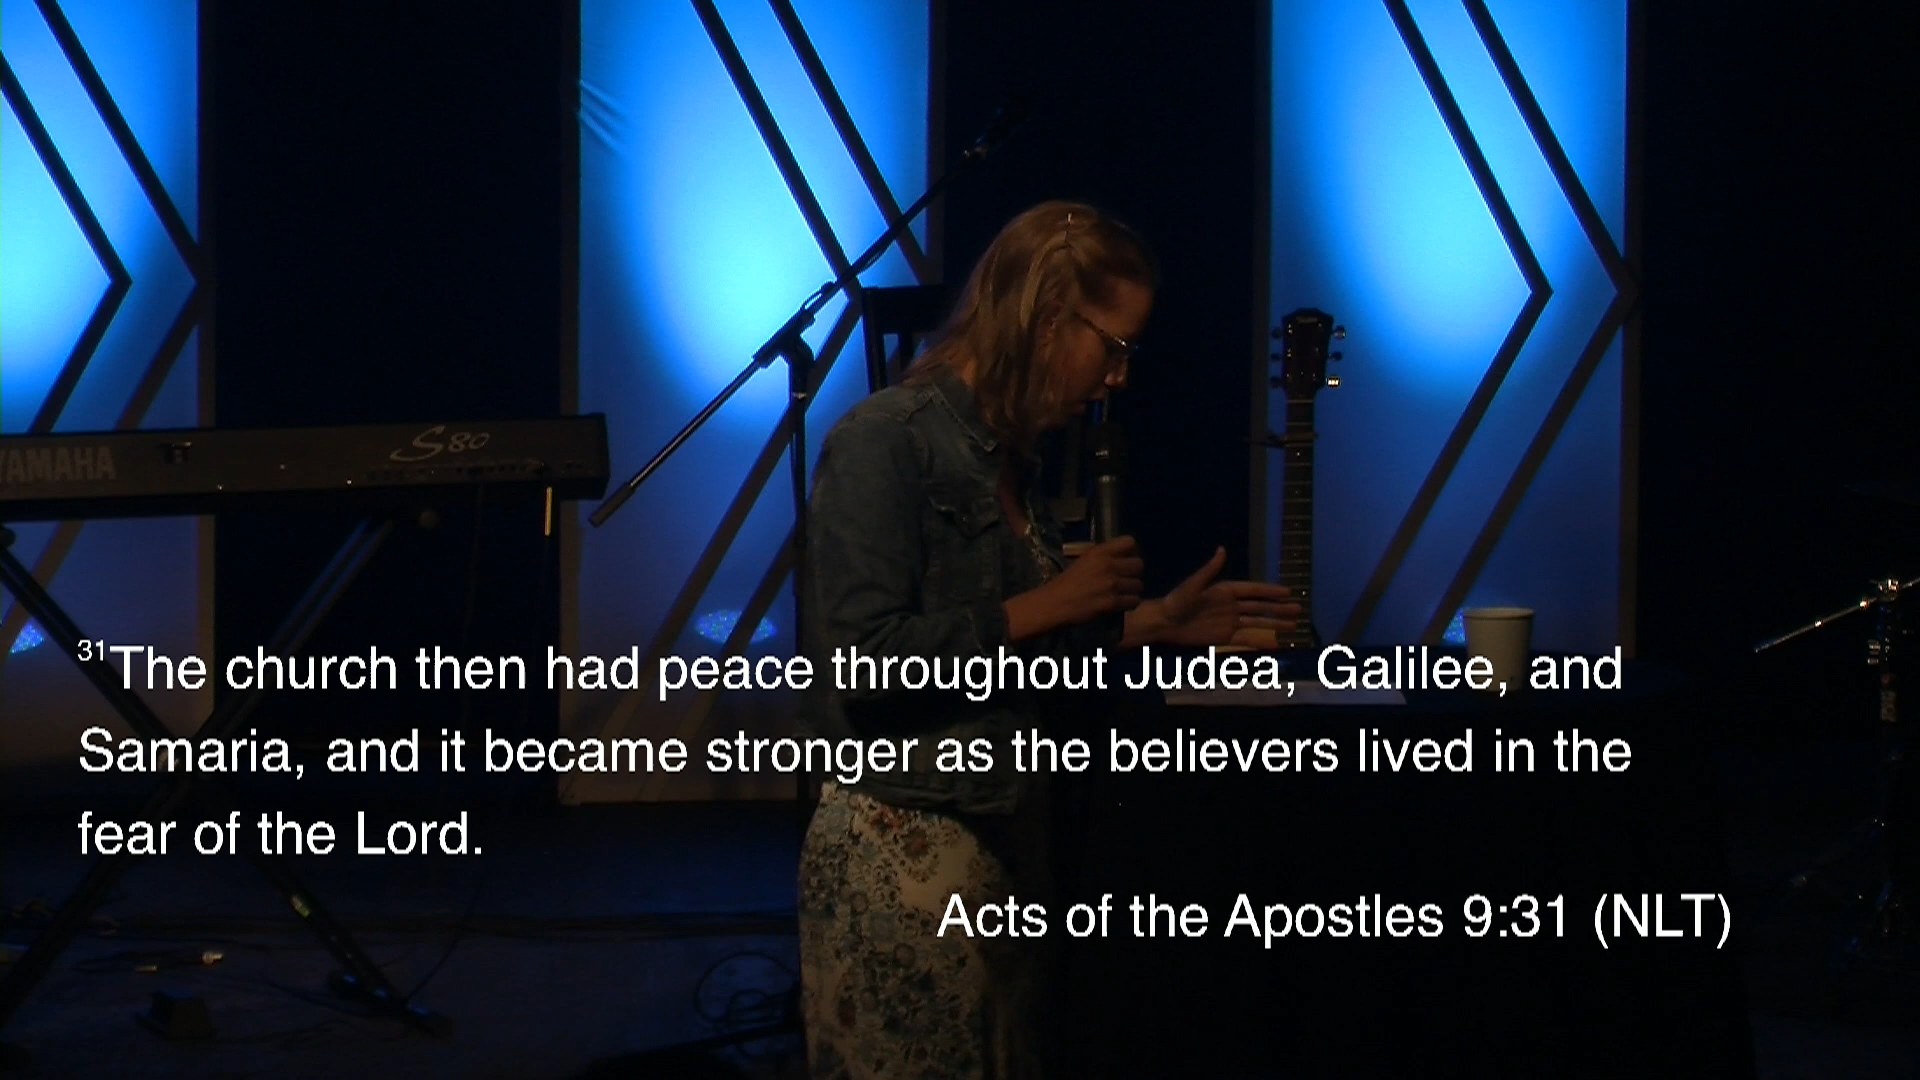 YAMAHA
S80
³¹The church then had peace throughout Judea, Galilee, and
Samaria, and it became stronger as the believers lived in the
fear of the Lord.
Acts of the Apostles 9:31 (NLT)